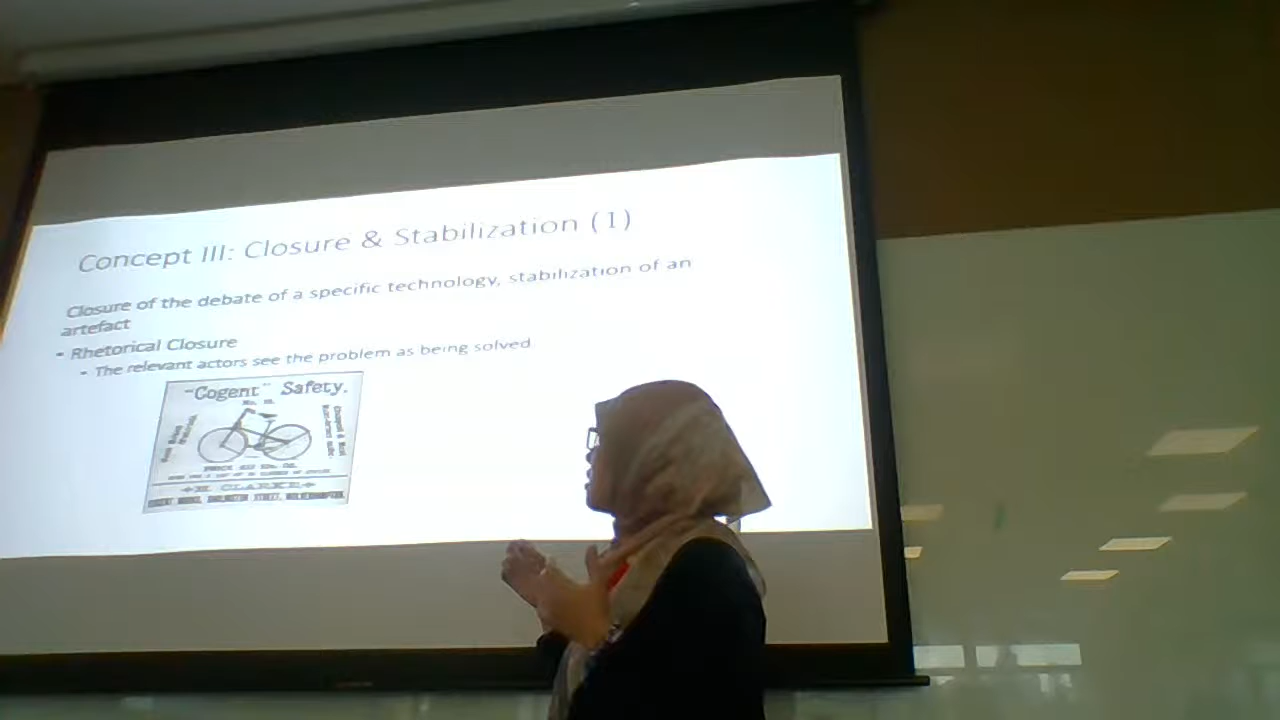 Concept III: Closure & Stabilization (1)
Closure of the debate of a specific technology, stabilization of an
artefact
- Rhetorical Closure
- The relevant actors see the problem as being solved
"Cogent" Safety.
H. CLARKE